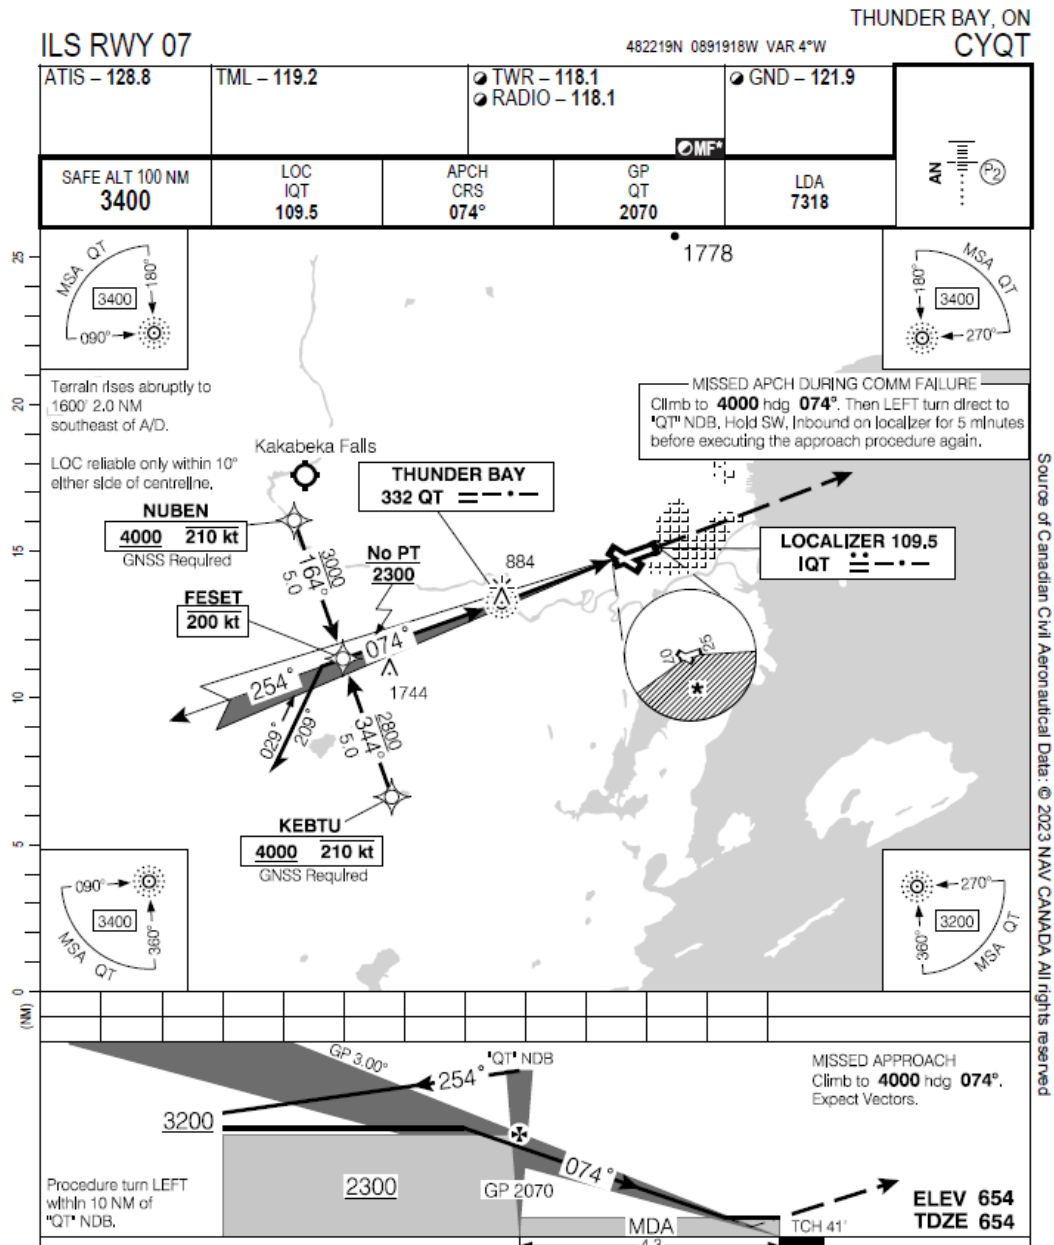 THUNDER BAY, ON
ILS RWY 07
482219N 0891918W VAR 4°W
CYQT
ATIS – 128.8
TML – 119.2
TWR – 118.1
RADIO – 118.1
GND – 121.9
MF*
SAFE ALT 100 NM
3400
LOC
IQT
109.5
APCH
CRS
074°
GP
QT
2070
LDA
7318
AN
P2
25
20
15
10
5
0
(NM)
MSA QT
180°
3400
090°
MSA QT
180°
3400
270°
1778
Terrain rises abruptly to
1600' 2.0 NM
southeast of A/D.
LOC reliable only within 10°
either side of centreline.
MISSED APCH DURING COMM FAILURE
Climb to 4000 hdg 074°. Then LEFT turn direct to
"QT" NDB. Hold SW, inbound on localizer for 5 minutes
before executing the approach procedure again.
Kakabeka Falls
THUNDER BAY
332 QT
NUBEN
4000 210 kt
GNSS Required
No PT
2300
884
LOCALIZER 109.5
IQT
3000
164°
5.0
FESET
200 kt
074°
254°
1744
029°
209°
2800
344°
5.0
07
25
*
KEBTU
4000 210 kt
GNSS Required
090°
3400
360°
MSA QT
270°
3200
360°
MSA QT
Source of Canadian Civil Aeronautical Data: © 2023 NAV CANADA All rights reserved
GP 3.00°
"QT" NDB
254°
3200
MISSED APPROACH
Climb to 4000 hdg 074°.
Expect Vectors.
074°
Procedure turn LEFT
within 10 NM of
"QT" NDB.
2300
GP 2070
MDA
TCH 41'
ELEV 654
TDZE 654
4.3